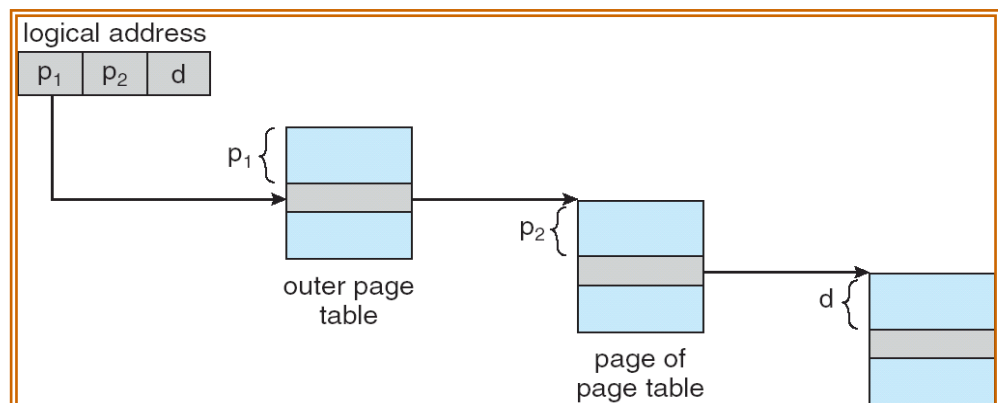 logical address
p₁ p₂ d
p₁
outer page
table
p₂
page of
page table
d